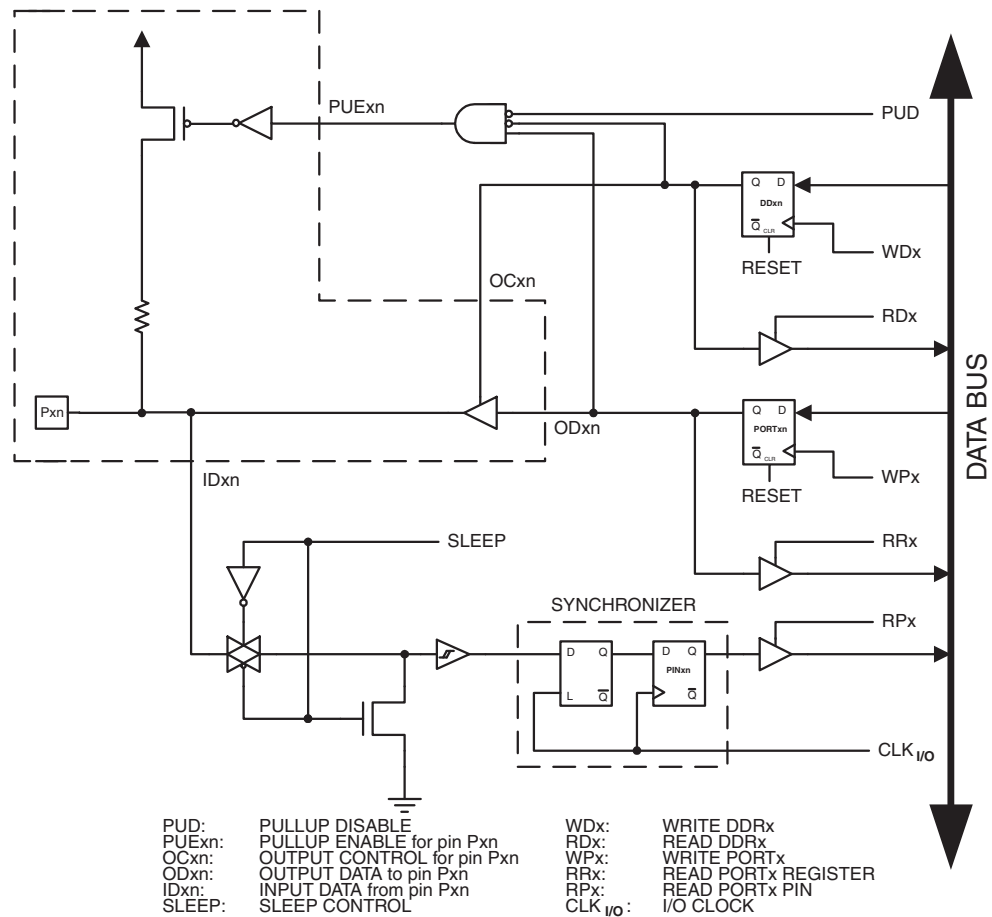 PUExn
PUD
Q D
DDxn
Q CLR
WDx
RESET
OCxn
RDx
Pxn
Q D
ODxn
PORTxn
Q CLR
IDxn
WPx
RESET
DATA BUS
SLEEP
RRx
SYNCHRONIZER
RPx
D Q
D Q
PINxn
L Q
Q
CLK I/O
PUD: PULLUP DISABLE
PUExn: PULLUP ENABLE for pin Pxn
OCxn: OUTPUT CONTROL for pin Pxn
ODxn: OUTPUT DATA to pin Pxn
IDxn: INPUT DATA from pin Pxn
SLEEP: SLEEP CONTROL
WDx: WRITE DDRx
RDx: READ DDRx
WPx: WRITE PORTx
RRx: READ PORTx REGISTER
RPx: READ PORTx PIN
CLK I/O: I/O CLOCK